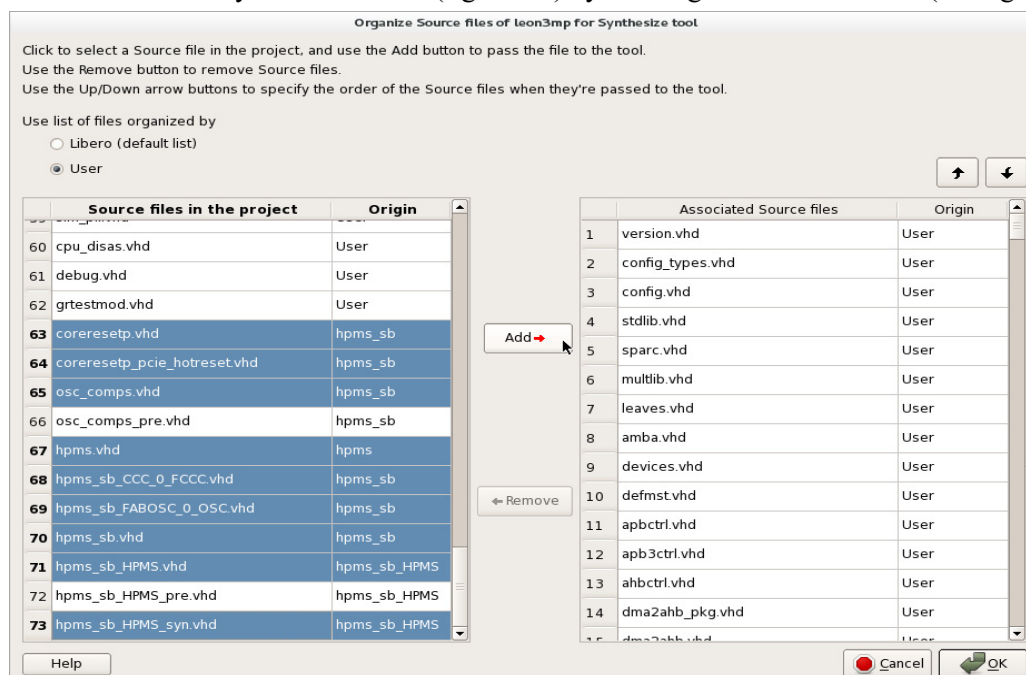 Organize Source files of leon3mp for Synthesize tool
Click to select a Source file in the project, and use the Add button to pass the file to the tool.
Use the Remove button to remove Source files.
Use the Up/Down arrow buttons to specify the order of the Source files when they're passed to the tool.
Use list of files organized by
Libero (default list)
User
Source files in the project Origin
60 cpu_disas.vhd User
61 debug.vhd User
62 grtestmod.vhd User
63 coreresetp.vhd hpms_sb
64 coreresetp_pcie_hotreset.vhd hpms_sb
65 osc_comps.vhd hpms_sb
66 osc_comps_pre.vhd hpms_sb
67 hpms.vhd hpms
68 hpms_sb_CCC_0_FCCC.vhd hpms_sb
69 hpms_sb_FABOSC_0_OSC.vhd hpms_sb
70 hpms_sb.vhd hpms_sb
71 hpms_sb_HPMS.vhd hpms_sb_HPMS
72 hpms_sb_HPMS_pre.vhd hpms_sb_HPMS
73 hpms_sb_HPMS_syn.vhd hpms_sb_HPMS
Add
Remove
Associated Source files Origin
1 version.vhd User
2 config_types.vhd User
3 config.vhd User
4 stdlib.vhd User
5 sparc.vhd User
6 multlib.vhd User
7 leaves.vhd User
8 amba.vhd User
9 devices.vhd User
10 defmst.vhd User
11 apbctrl.vhd User
12 apb3ctrl.vhd User
13 ahbctrl.vhd User
14 dma2ahb_pkg.vhd User
15 dma2ahb.vhd User
Help
Cancel
OK